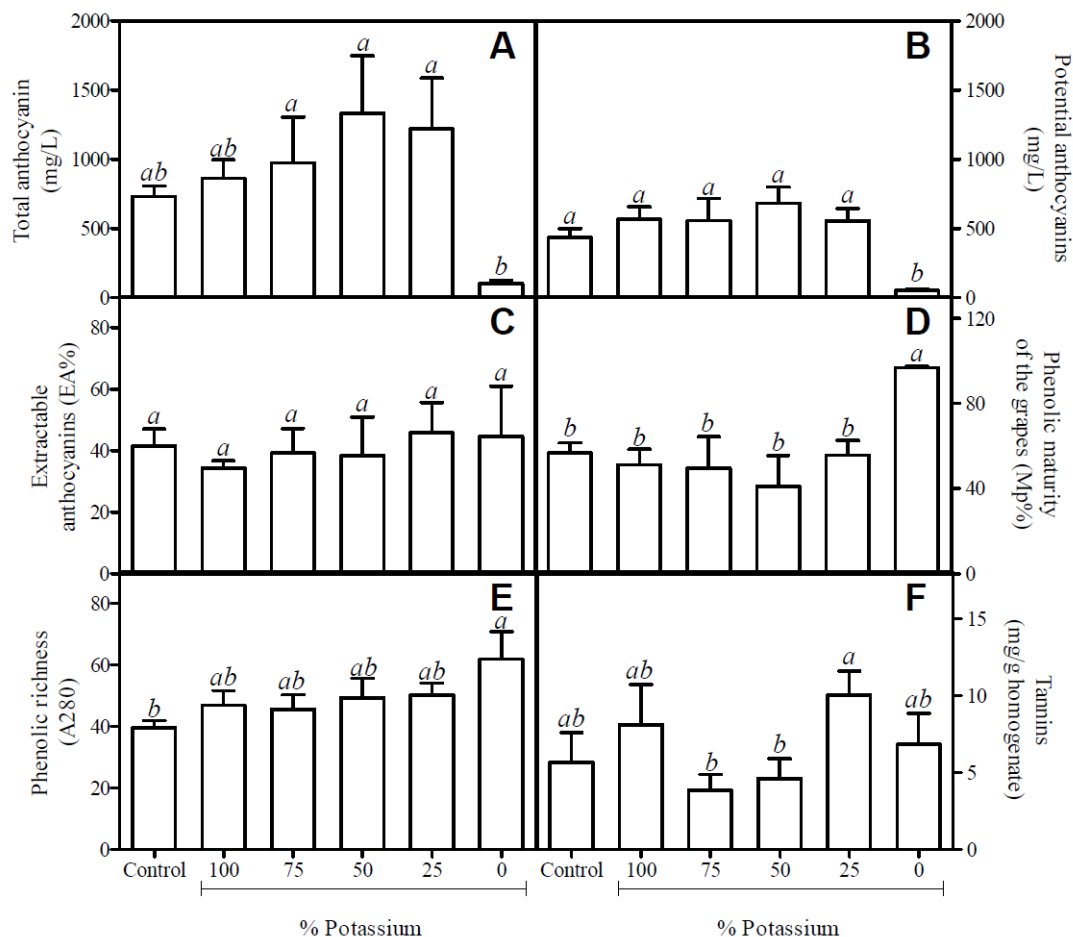 A
Total anthocyanin
(mg/L)
2000
1500
1000
500
0
ab
ab
a
a
a
b
B
Potential anthocyanins
(mg/L)
2000
1500
1000
500
0
a
a
a
a
a
b
C
Extractable
anthocyanins (EA%)
80
60
40
20
0
a
a
a
a
a
a
D
Phenolic maturity
of the grapes (Mp%)
120
80
40
0
b
b
b
b
b
a
E
Phenolic richness
(A280)
80
60
40
20
0
b
ab
ab
ab
ab
a
F
Tannins
(mg/g homogenate)
15
10
5
0
ab
ab
b
b
a
ab
Control 100 75 50 25 0
% Potassium
Control 100 75 50 25 0
% Potassium